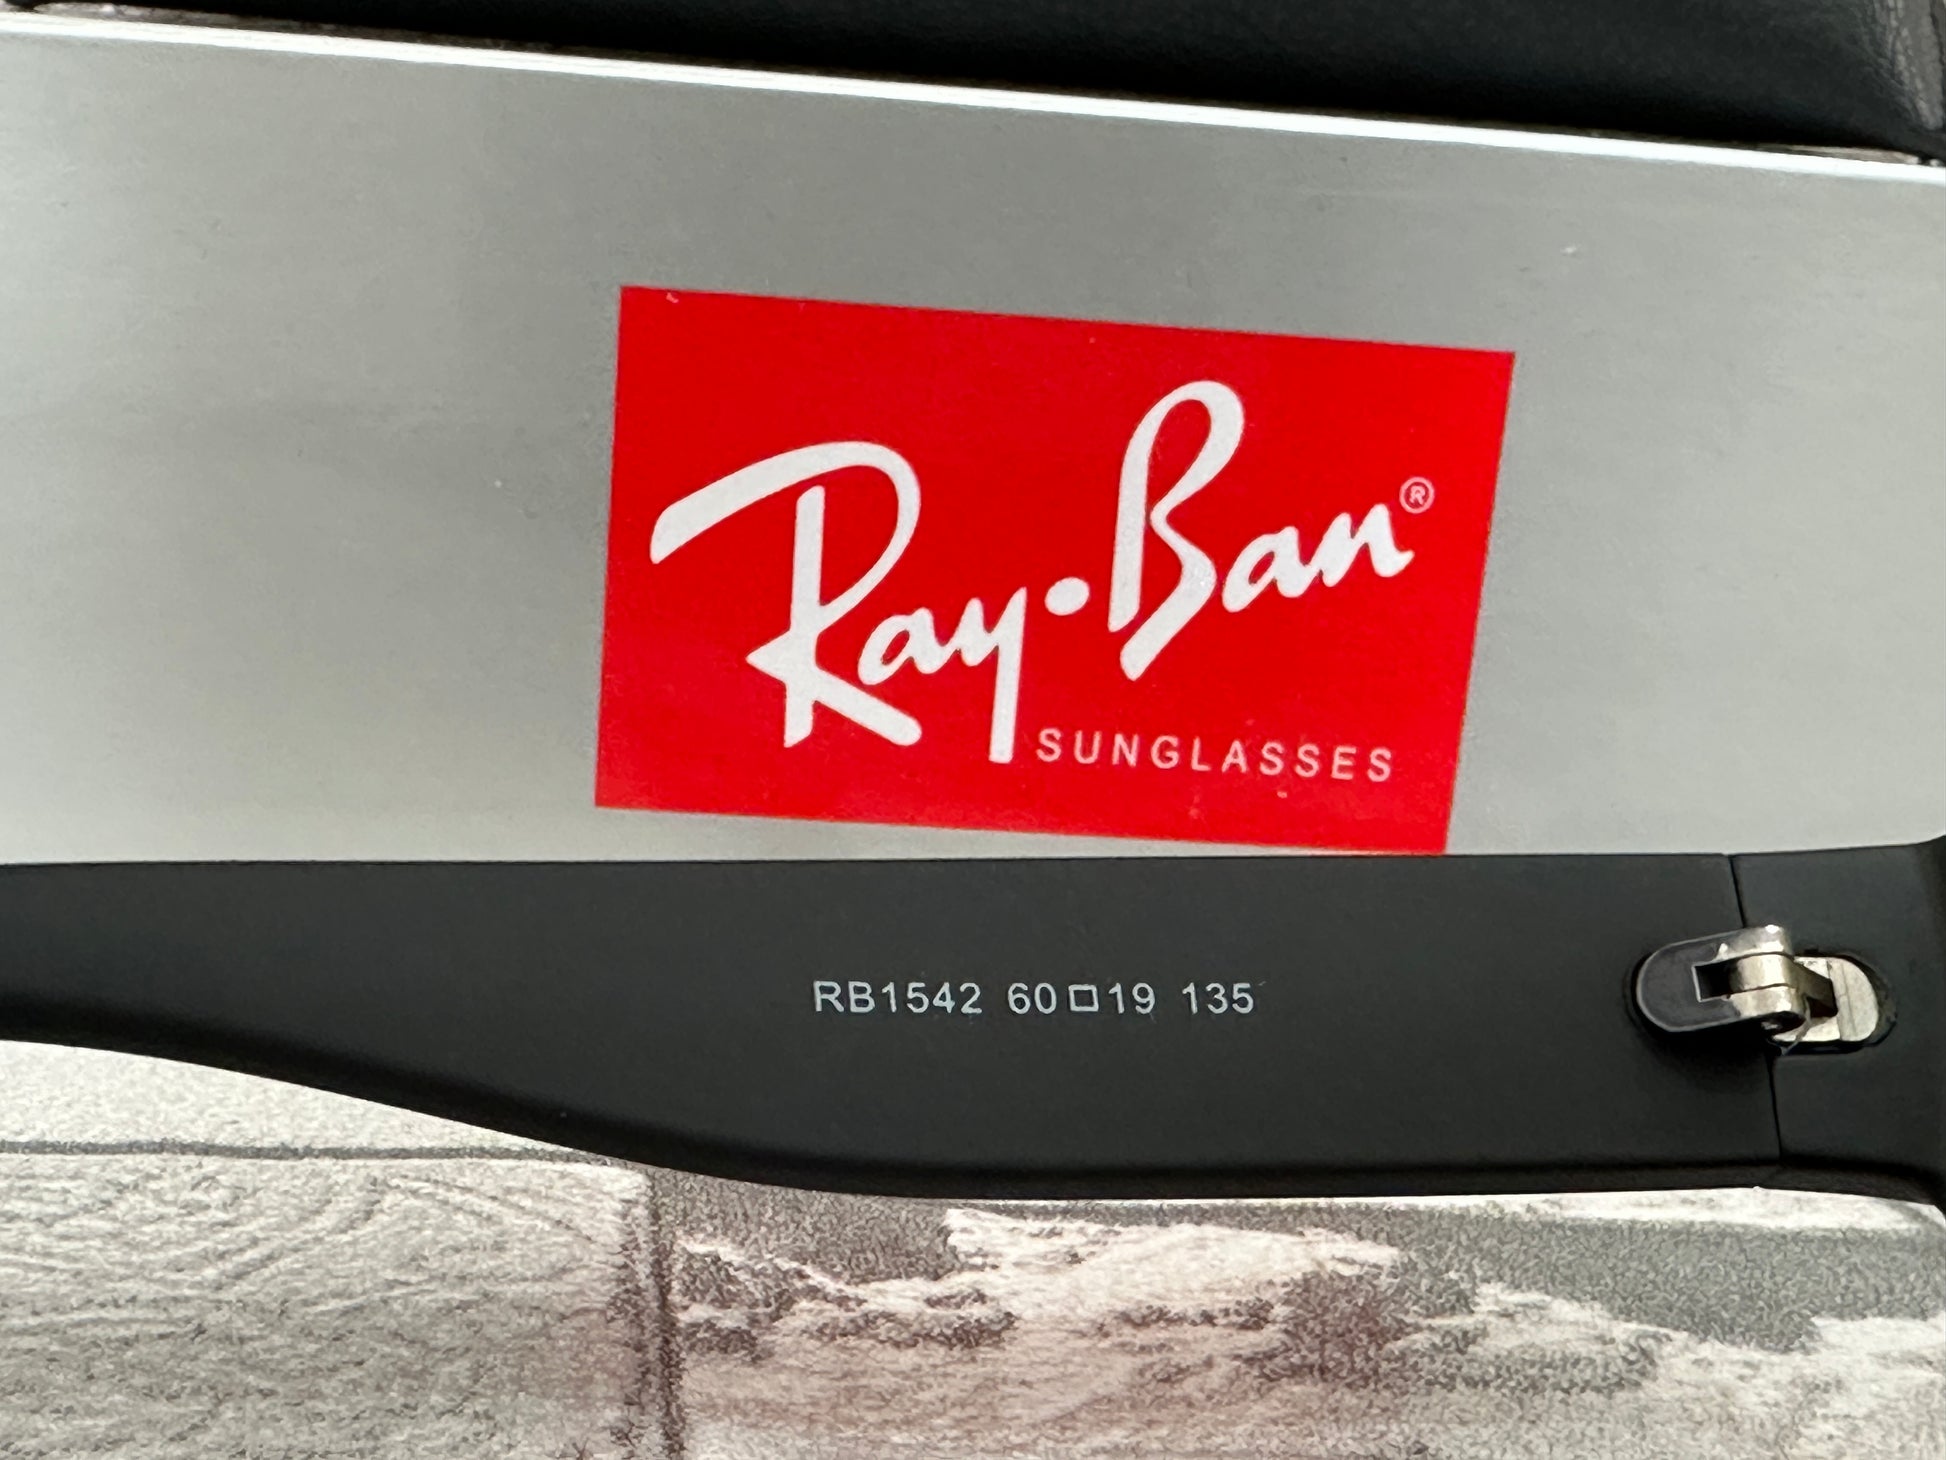 Ray·Ban®
SUNGLASSES
RB1542 60□19 135